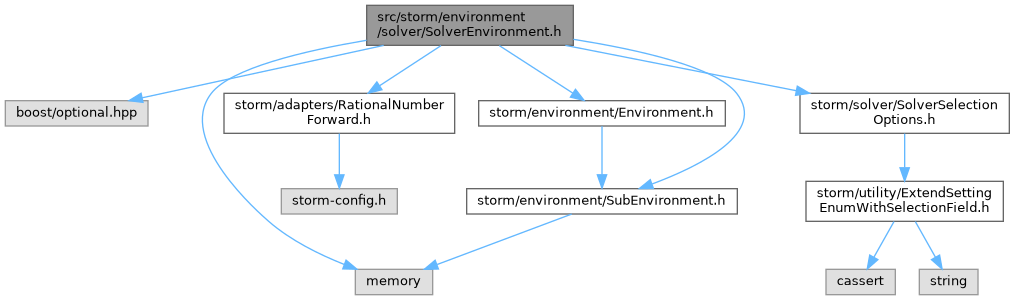 src/storm/environment
/solver/SolverEnvironment.h
boost/optional.hpp
storm/adapters/RationalNumber
Forward.h
storm/environment/Environment.h
storm/solver/SolverSelection
Options.h
storm-config.h
storm/environment/SubEnvironment.h
storm/utility/ExtendSetting
EnumWithSelectionField.h
memory
cassert
string